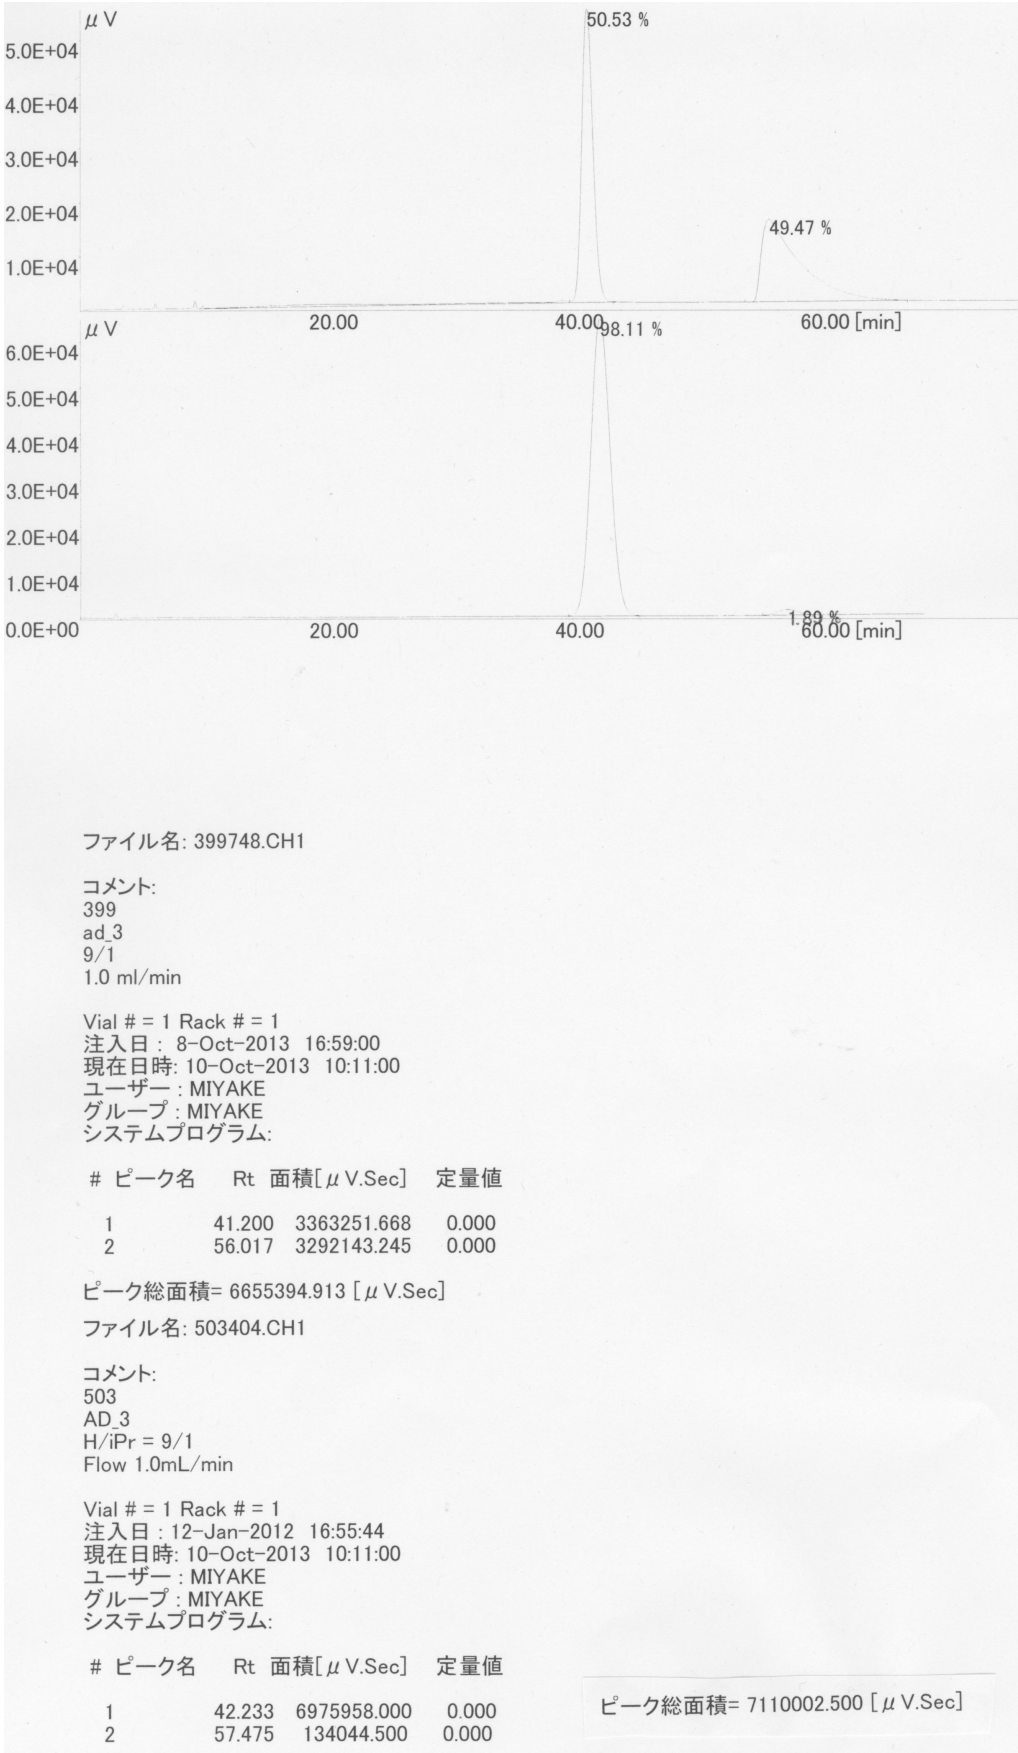 μV
50.53 %
5.0E+04
4.0E+04
3.0E+04
2.0E+04
49.47 %
1.0E+04
20.00 40.00 60.00 [min]
μV
98.11 %
6.0E+04
5.0E+04
4.0E+04
3.0E+04
2.0E+04
1.0E+04
1.89 %
0.0E+00
20.00 40.00 60.00 [min]
ファイル名: 399748.CH1
コメント:
399
ad_3
9/1
1.0 ml/min
Vial # = 1 Rack # = 1
注入日 : 8-Oct-2013 16:59:00
現在日時: 10-Oct-2013 10:11:00
ユーザー : MIYAKE
グループ : MIYAKE
システムプログラム:
# ピーク名 Rt 面積[μV.Sec] 定量値
1 41.200 3363251.668 0.000
2 56.017 3292143.245 0.000
ピーク総面積= 6655394.913 [μV.Sec]
ファイル名: 503404.CH1
コメント:
503
AD_3
H/iPr = 9/1
Flow 1.0mL/min
Vial # = 1 Rack # = 1
注入日 : 12-Jan-2012 16:55:44
現在日時: 10-Oct-2013 10:11:00
ユーザー : MIYAKE
グループ : MIYAKE
システムプログラム:
# ピーク名 Rt 面積[μV.Sec] 定量値
1 42.233 6975958.000 0.000
2 57.475 134044.500 0.000
ピーク総面積= 7110002.500 [μV.Sec]